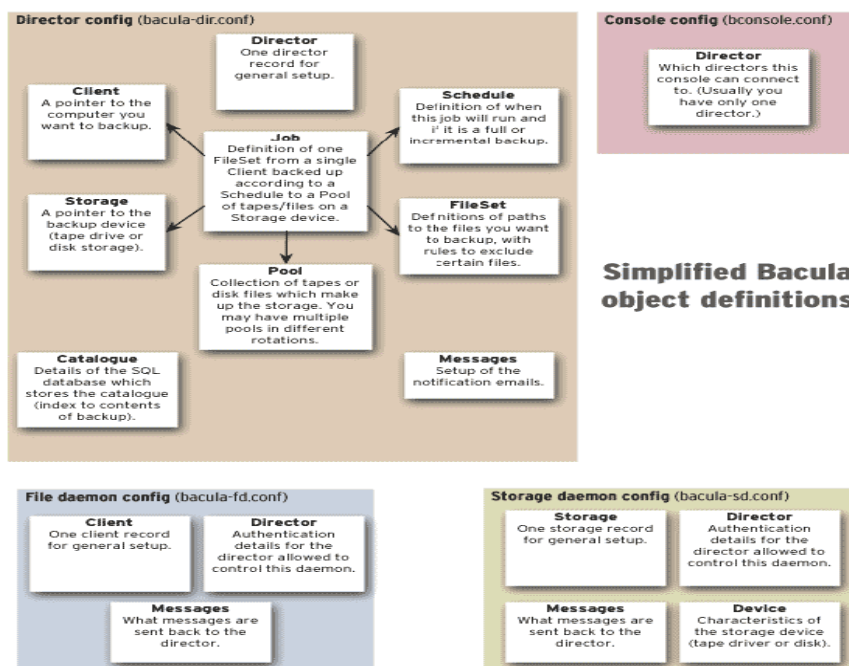 Director config (bacula-dir.conf)
Director
One director
record for
general setup.
Client
A pointer to the
computer you
want to backup.
Schedule
Definition of when
this job will run and
if it is a full or
incremental backup.
Job
Definition of one
FileSet from a single
Client backed up
according to a
Schedule to a Pool
of tapes/files on a
Storage device.
Storage
A pointer to the
backup device
(tape drive or
disk storage).
FileSet
Definitions of paths
to the files you want
to backup, with
rules to exclude
certain files.
Pool
Collection of tapes or
disk files which make
up the storage. You
may have multiple
pools in different
rotations.
Catalogue
Details of the SQL
database which
stores the catalogue
(index to contents
of backup).
Messages
Setup of the
notification emails.
Console config (bconsole.conf)
Director
Which directors this
console can connect
to. (Usually you
have only one
director.)
Simplified Bacula
object definitions
File daemon config (bacula-fd.conf)
Client
One client record
for general setup.
Director
Authentication
details for the
director allowed to
control this daemon.
Messages
What messages are
sent back to the
director.
Storage daemon config (bacula-sd.conf)
Storage
One storage record
for general setup.
Director
Authentication
details for the
director allowed to
control this daemon.
Messages
What messages are
sent back to the
director.
Device
Characteristics of
the storage device
(tape driver or disk).